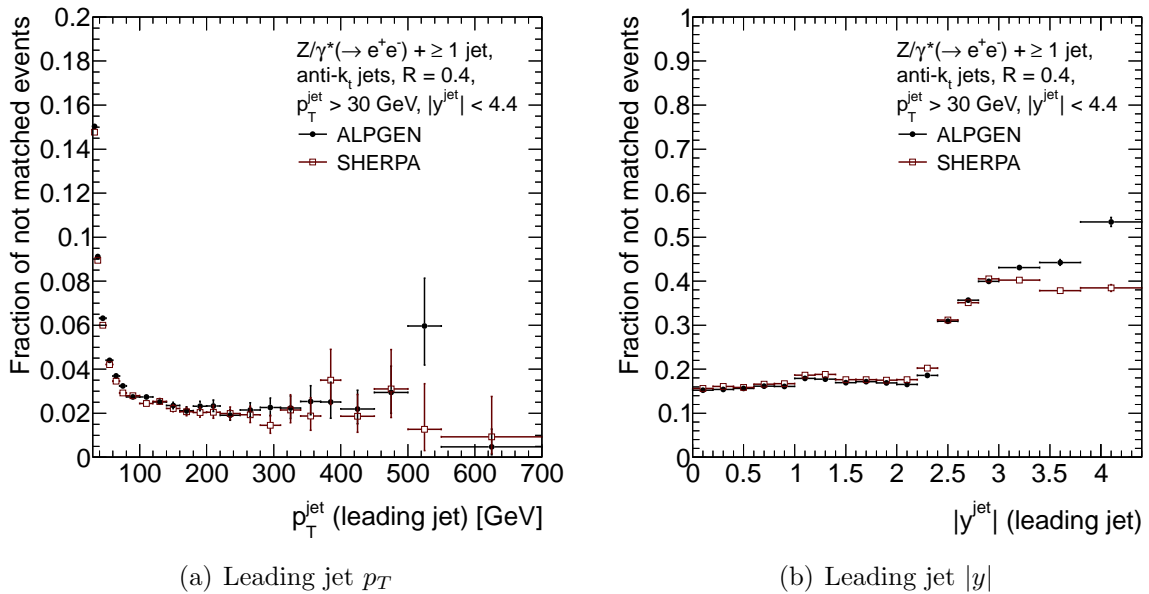 Fraction of not matched events
0.2
0.18
0.16
0.14
0.12
0.1
0.08
0.06
0.04
0.02
0
Z/γ*(→ e⁺e⁻) + ≥ 1 jet,
anti-kₜ jets, R = 0.4,
p_T^jet > 30 GeV, |y^jet| < 4.4
ALPGEN
SHERPA
100 200 300 400 500 600 700
p_T^jet (leading jet) [GeV]
(a) Leading jet p_T
Fraction of not matched events
1
0.9
0.8
0.7
0.6
0.5
0.4
0.3
0.2
0.1
0
Z/γ*(→ e⁺e⁻) + ≥ 1 jet,
anti-kₜ jets, R = 0.4,
p_T^jet > 30 GeV, |y^jet| < 4.4
ALPGEN
SHERPA
0 0.5 1 1.5 2 2.5 3 3.5 4
|y^jet| (leading jet)
(b) Leading jet |y|